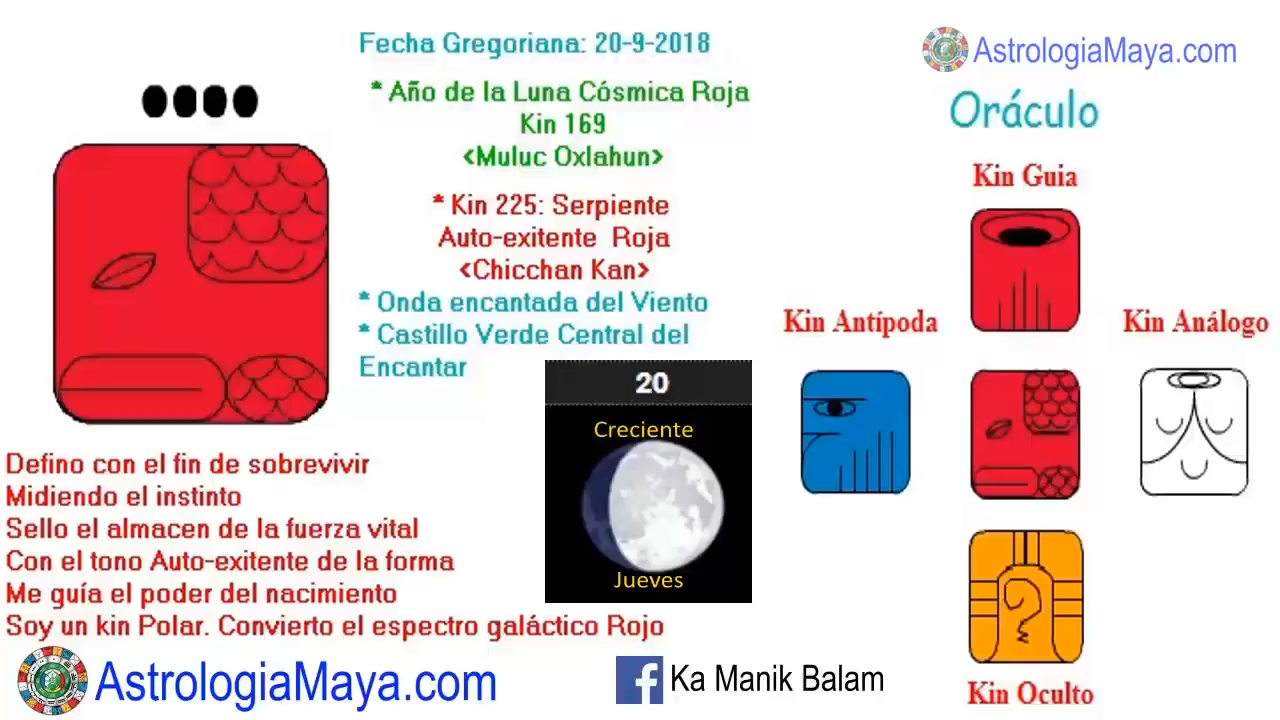 Fecha Gregoriana: 20-9-2018
* Año de la Luna Cósmica Roja
Kin 169
<Muluc Oxlahun>
* Kin 225: Serpiente
Auto-exitente Roja
<Chicchan Kan>
* Onda encantada del Viento
* Castillo Verde Central del
Encantar
20
Creciente
Jueves
Defino con el fin de sobrevivir
Midiendo el instinto
Sello el almacen de la fuerza vital
Con el tono Auto-exitente de la forma
Me guía el poder del nacimiento
Soy un kin Polar. Convierto el espectro galáctico Rojo
AstrologiaMaya.com
Oráculo
Kin Guia
Kin Antípoda
Kin Análogo
Kin Oculto
AstrologiaMaya.com
f Ka Manik Balam